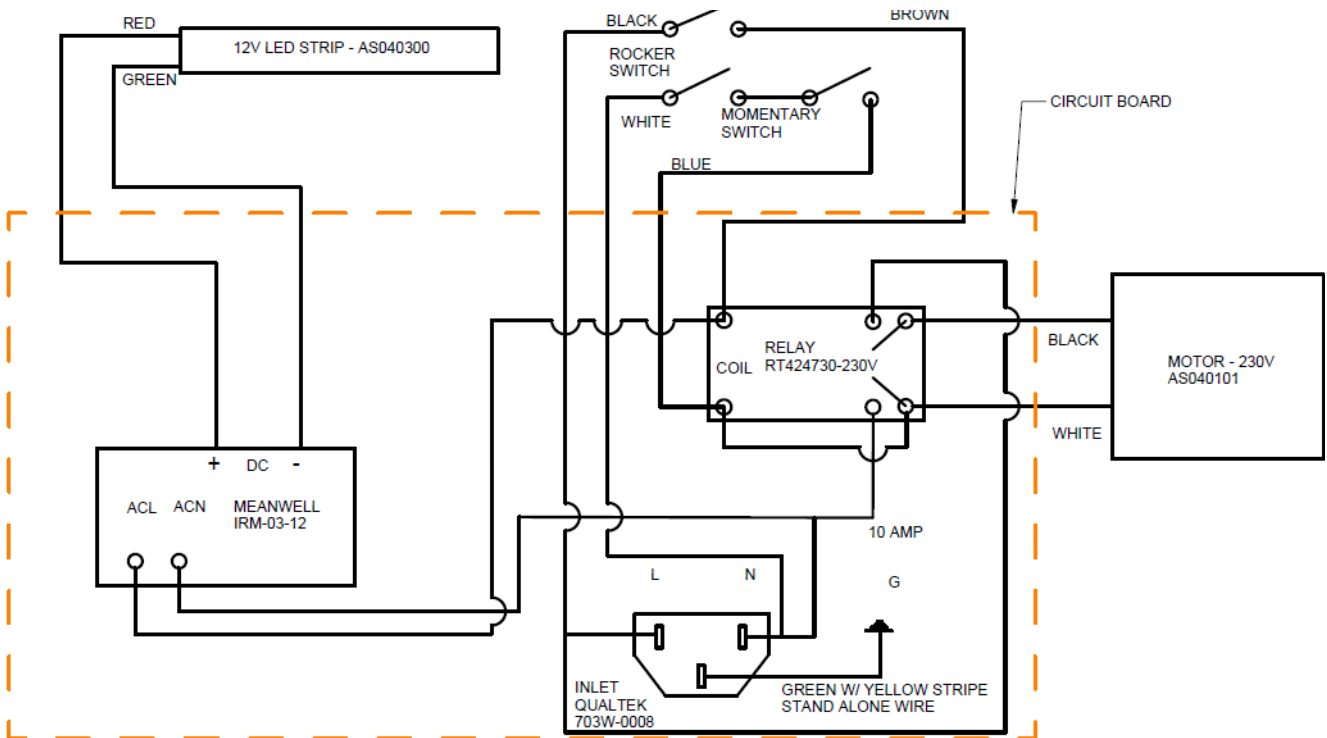 RED
12V LED STRIP - AS040300
GREEN
BLACK
BROWN
ROCKER
SWITCH
WHITE
MOMENTARY
SWITCH
BLUE
CIRCUIT BOARD
COIL
RELAY
RT424730-230V
BLACK
WHITE
MOTOR - 230V
AS040101
+ DC -
ACL ACN
MEANWELL
IRM-03-12
10 AMP
L N
G
INLET
QUALTEK
703W-0008
GREEN W/ YELLOW STRIPE
STAND ALONE WIRE